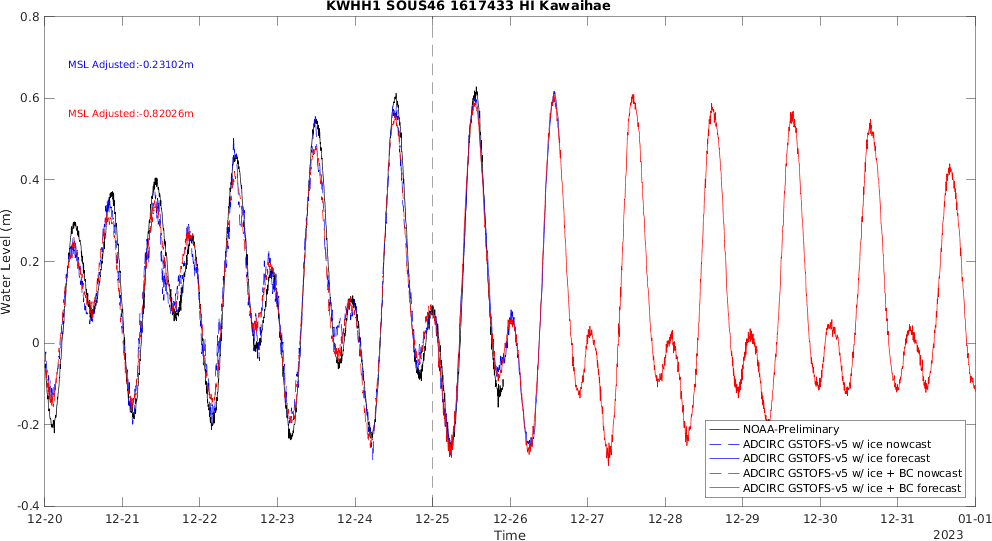 KWHH1 SOUS46 1617433 HI Kawaihae
MSL Adjusted:-0.23102m
MSL Adjusted:-0.82026m
Water Level (m)
0.8
0.6
0.4
0.2
0
-0.2
-0.4
NOAA-Preliminary
ADCIRC GSTOFS-v5 w/ ice nowcast
ADCIRC GSTOFS-v5 w/ ice forecast
ADCIRC GSTOFS-v5 w/ ice + BC nowcast
ADCIRC GSTOFS-v5 w/ ice + BC forecast
12-20 12-21 12-22 12-23 12-24 12-25 12-26 12-27 12-28 12-29 12-30 12-31 01-01
Time
2023